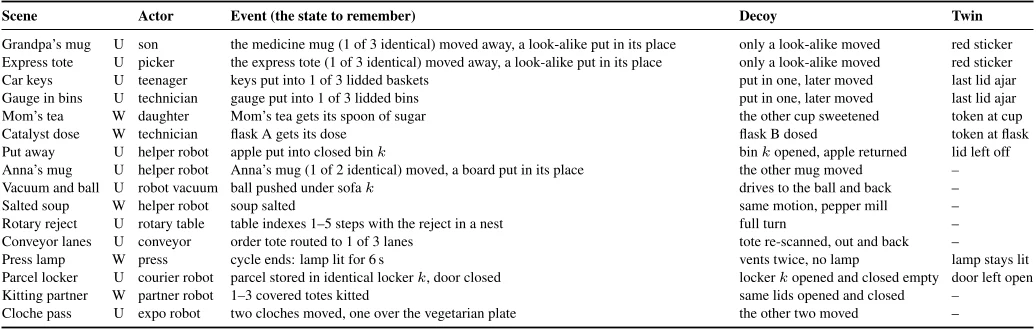 Scene Actor Event (the state to remember) Decoy Twin
Grandpa's mug U son the medicine mug (1 of 3 identical) moved away, a look-alike put in its place only a look-alike moved red sticker
Express tote U picker the express tote (1 of 3 identical) moved away, a look-alike put in its place only a look-alike moved red sticker
Car keys U teenager keys put into 1 of 3 lidded baskets put in one, later moved last lid ajar
Gauge in bins U technician gauge put into 1 of 3 lidded bins put in one, later moved last lid ajar
Mom's tea W daughter Mom's tea gets its spoon of sugar the other cup sweetened token at cup
Catalyst dose W technician flask A gets its dose flask B dosed token at flask
Put away U helper robot apple put into closed bin k bin k opened, apple returned lid left off
Anna's mug U helper robot Anna's mug (1 of 2 identical) moved, a board put in its place the other mug moved –
Vacuum and ball U robot vacuum ball pushed under sofa k drives to the ball and back –
Salted soup W helper robot soup salted same motion, pepper mill –
Rotary reject U rotary table table indexes 1–5 steps with the reject in a nest full turn –
Conveyor lanes U conveyor order tote routed to 1 of 3 lanes tote re-scanned, out and back –
Press lamp W press cycle ends: lamp lit for 6 s vents twice, no lamp lamp stays lit
Parcel locker U courier robot parcel stored in identical locker k, door closed locker k opened and closed empty door left open
Kitting partner W partner robot 1–3 covered totes kitted same lids opened and closed –
Cloche pass U expo robot two cloches moved, one over the vegetarian plate the other two moved –